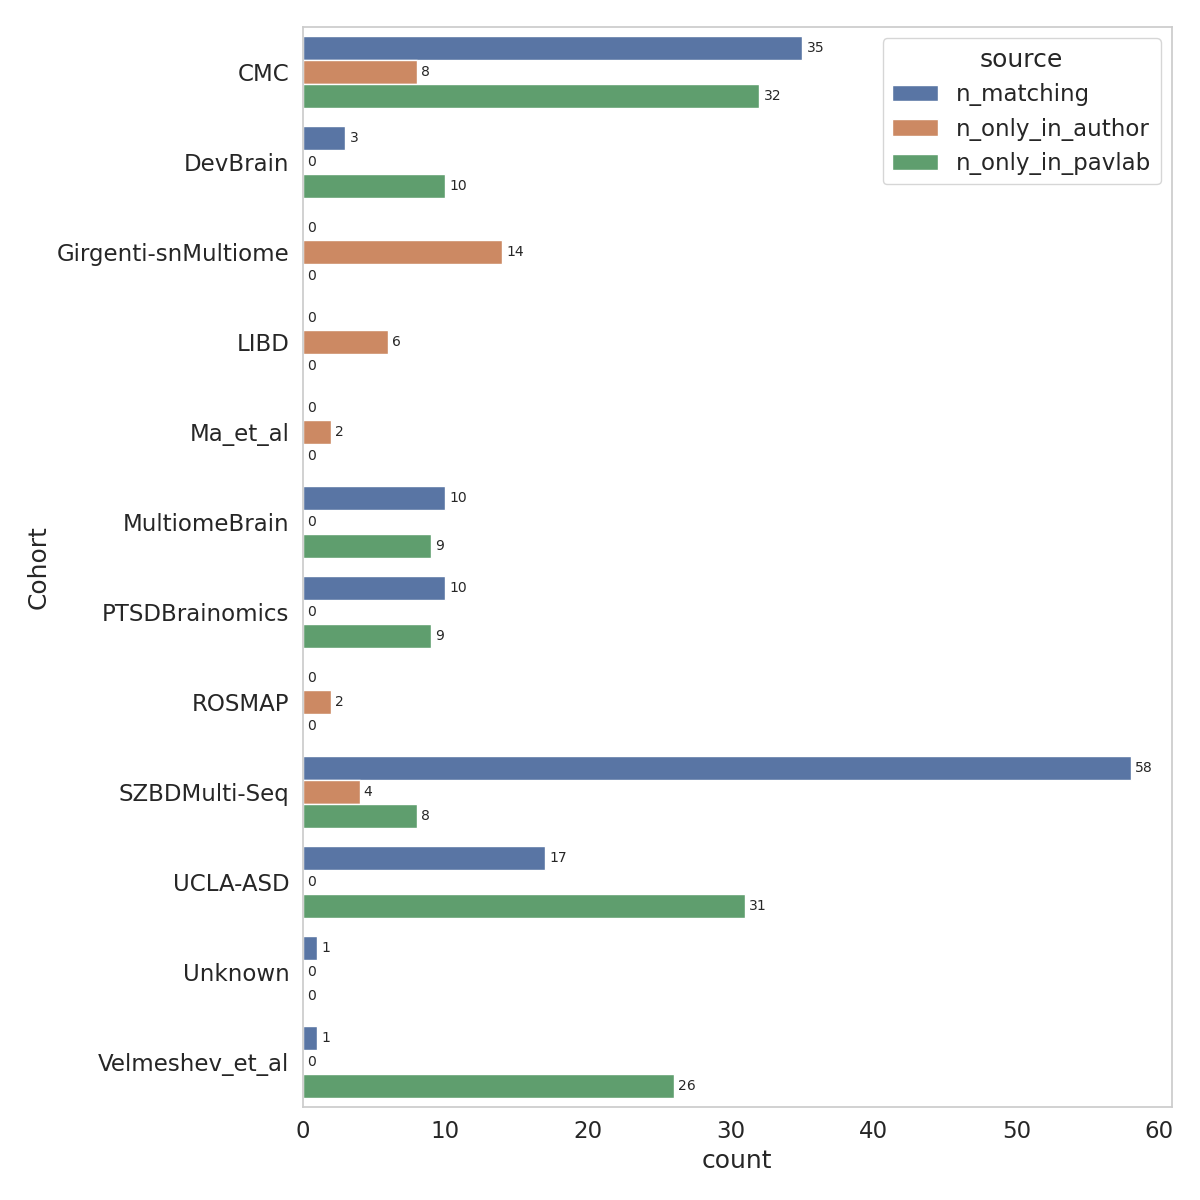 source
n_matching
n_only_in_author
n_only_in_pavlab
Cohort
CMC
35
8
32
DevBrain
3
0
10
Girgenti-snMultiome
0
14
0
LIBD
0
6
0
Ma_et_al
0
2
0
MultiomeBrain
10
0
9
PTSDBrainomics
10
0
9
ROSMAP
0
2
0
SZBDMulti-Seq
58
4
8
UCLA-ASD
17
0
31
Unknown
1
0
0
Velmeshev_et_al
1
0
26
0 10 20 30 40 50 60
count